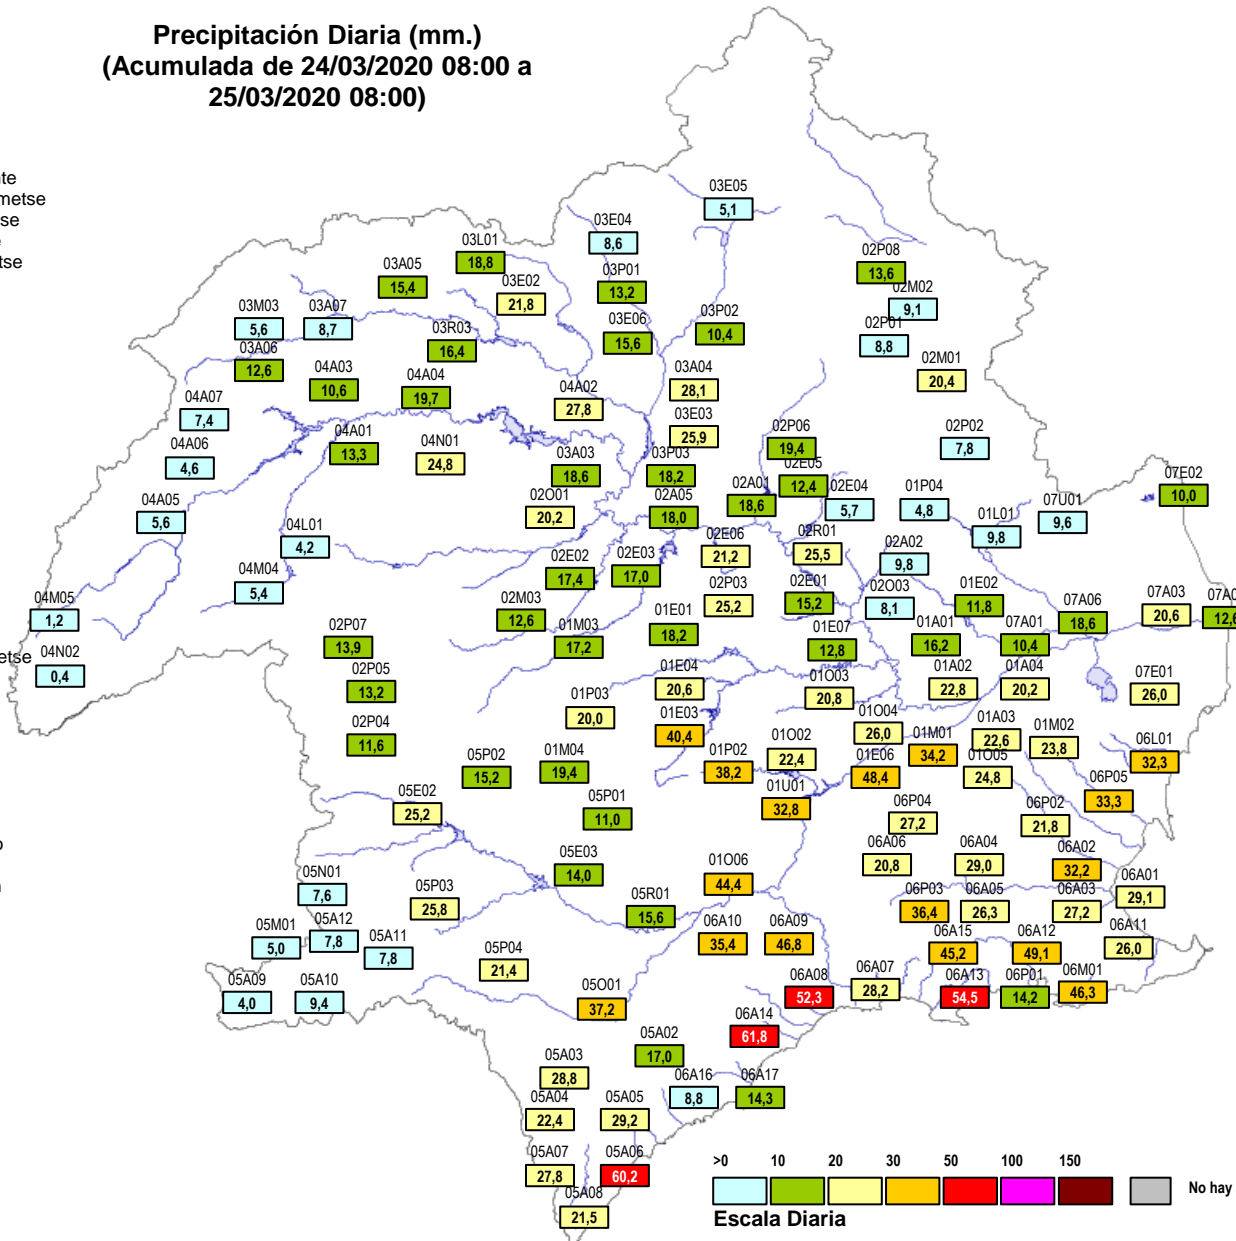 Precipitación Diaria (mm.)
(Acumulada de 24/03/2020 08:00 a
25/03/2020 08:00)
03E05
5,1
03E04
8,6
03L01
18,8
02P08
13,6
03A05
15,4
03E02
21,8
03P01
13,2
02M02
9,1
03M03
5,6
03A07
8,7
03R03
16,4
03E06
15,6
03P02
10,4
02P01
8,8
03A06
12,6
04A03
10,6
04A04
19,7
04A02
27,8
03A04
28,1
02M01
20,4
04A07
7,4
03E03
25,9
04A01
13,3
04N01
24,8
02P06
19,4
02P02
7,8
04A06
4,6
03A03
18,6
03P03
18,2
02E05
12,4
07E02
10,0
04A05
5,6
02O01
20,2
02A05
18,0
02A01
18,6
02E04
5,7
01P04
4,8
07U01
9,6
01L01
9,8
04L01
4,2
02E06
21,2
02R01
25,5
02A02
9,8
02E02
17,4
02E03
17,0
04M04
5,4
02P03
25,2
02E01
15,2
02O03
8,1
01E02
11,8
07A03
20,6
07A0
12,6
04M05
1,2
02M03
12,6
07A06
18,6
01E01
18,2
02P07
13,9
01M03
17,2
01E07
12,8
01A01
16,2
07A01
10,4
etse
04N02
0,4
02P05
13,2
01E04
20,6
01O03
20,8
01A02
22,8
01A04
20,2
07E01
26,0
01P03
20,0
01E03
40,4
01O04
26,0
01A03
22,6
01M02
23,8
02P04
11,6
01M01
34,2
06L01
32,3
05P02
15,2
01M04
19,4
01P02
38,2
01O02
22,4
01E06
48,4
01O05
24,8
05E02
25,2
05P01
11,0
01U01
32,8
06P04
27,2
06P05
33,3
06P02
21,8
05E03
14,0
06A06
20,8
06A04
29,0
06A02
32,2
05N01
7,6
05P03
25,8
01O06
44,4
06A01
29,1
05R01
15,6
06P03
36,4
06A05
26,3
06A03
27,2
05M01
5,0
05A12
7,8
05A11
7,8
06A10
35,4
06A09
46,8
06A15
45,2
06A12
49,1
06A11
26,0
05P04
21,4
05A09
4,0
05A10
9,4
05O01
37,2
06A08
52,3
06A07
28,2
06A13
54,5
06P01
14,2
06M01
46,3
06A14
61,8
05A02
17,0
05A03
28,8
06A16
8,8
06A17
14,3
05A04
22,4
05A05
29,2
05A07
27,8
05A06
60,2
05A08
21,5
>0 10 20 30 50 100 150
No hay
Escala Diaria